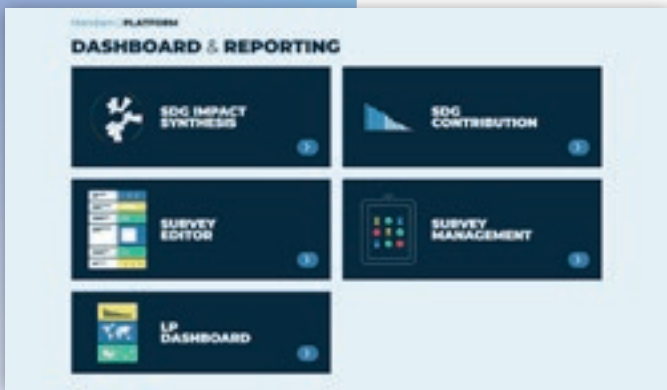 PLATFORM
DASHBOARD & REPORTING
SDG IMPACT
SYNTHESIS
SDG
CONTRIBUTION
SURVEY
EDITOR
SURVEY
MANAGEMENT
LP
DASHBOARD